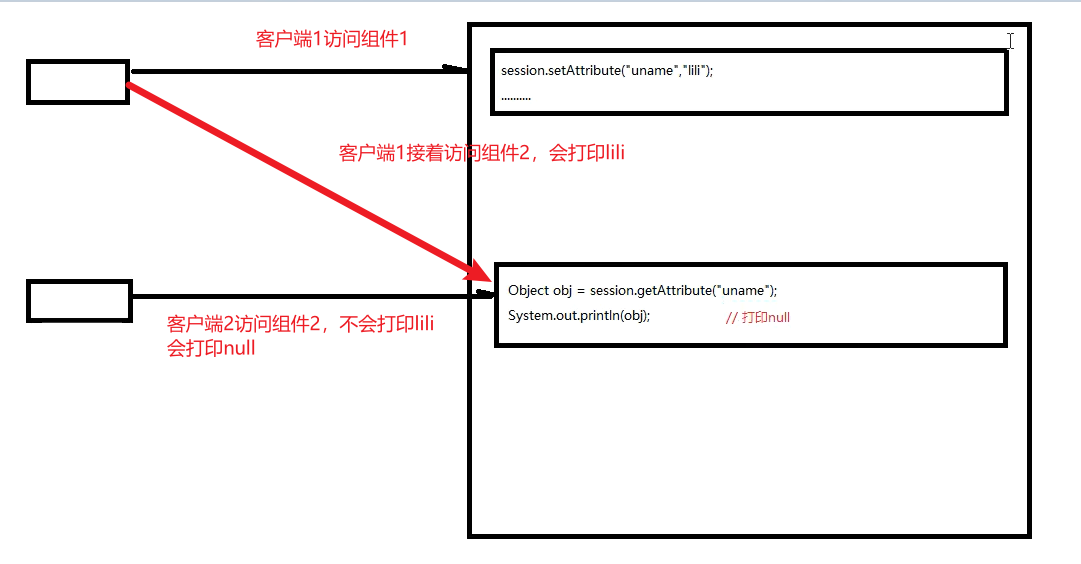 客户端1访问组件1
session.setAttribute("uname","lili");
..........
客户端1接着访问组件2，会打印lili
Object obj = session.getAttribute("uname");
System.out.println(obj); // 打印null
客户端2访问组件2，不会打印lili
会打印null